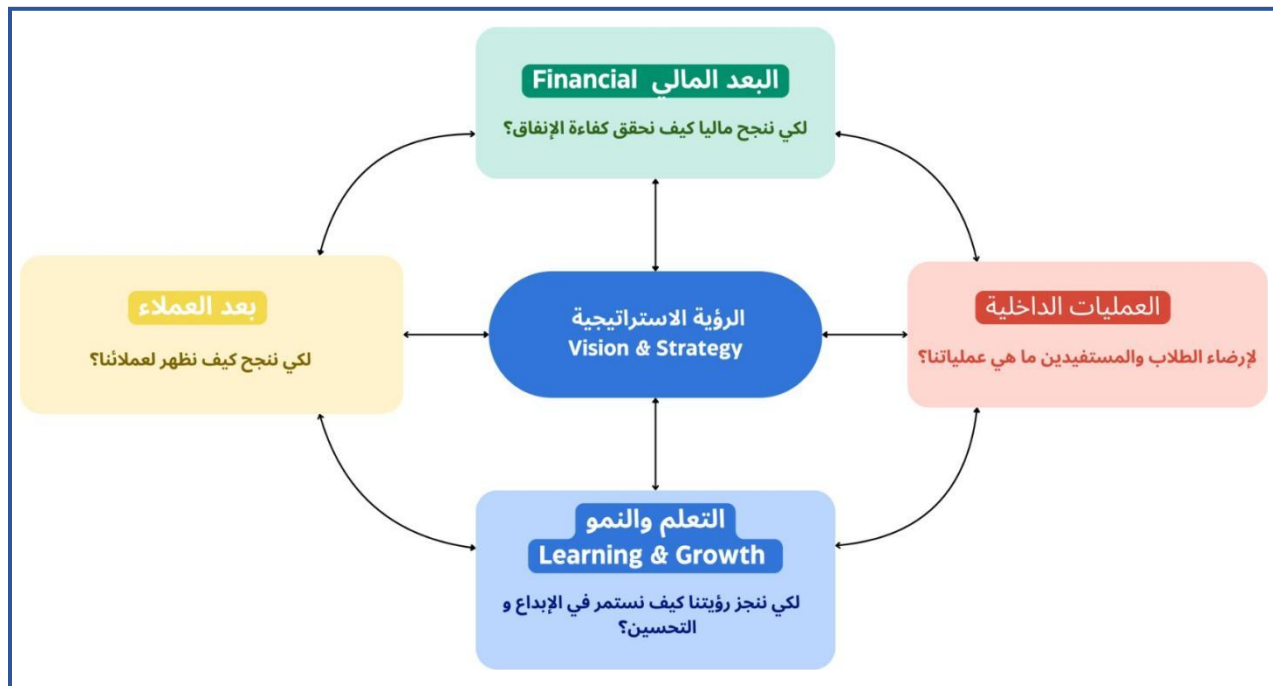 البعد المالي Financial
لكي ننجح ماليا كيف نحقق كفاءة الإنفاق؟
العمليات الداخلية
لإرضاء الطلاب والمستفيدين ما هي عملياتنا؟
الرؤية الاستراتيجية
Vision & Strategy
بعد العملاء
لكي ننجح كيف نظهر لعملائنا؟
التعلم والنمو
Learning & Growth
لكي ننجز رؤيتنا كيف نستمر في الإبداع و
التحسين؟